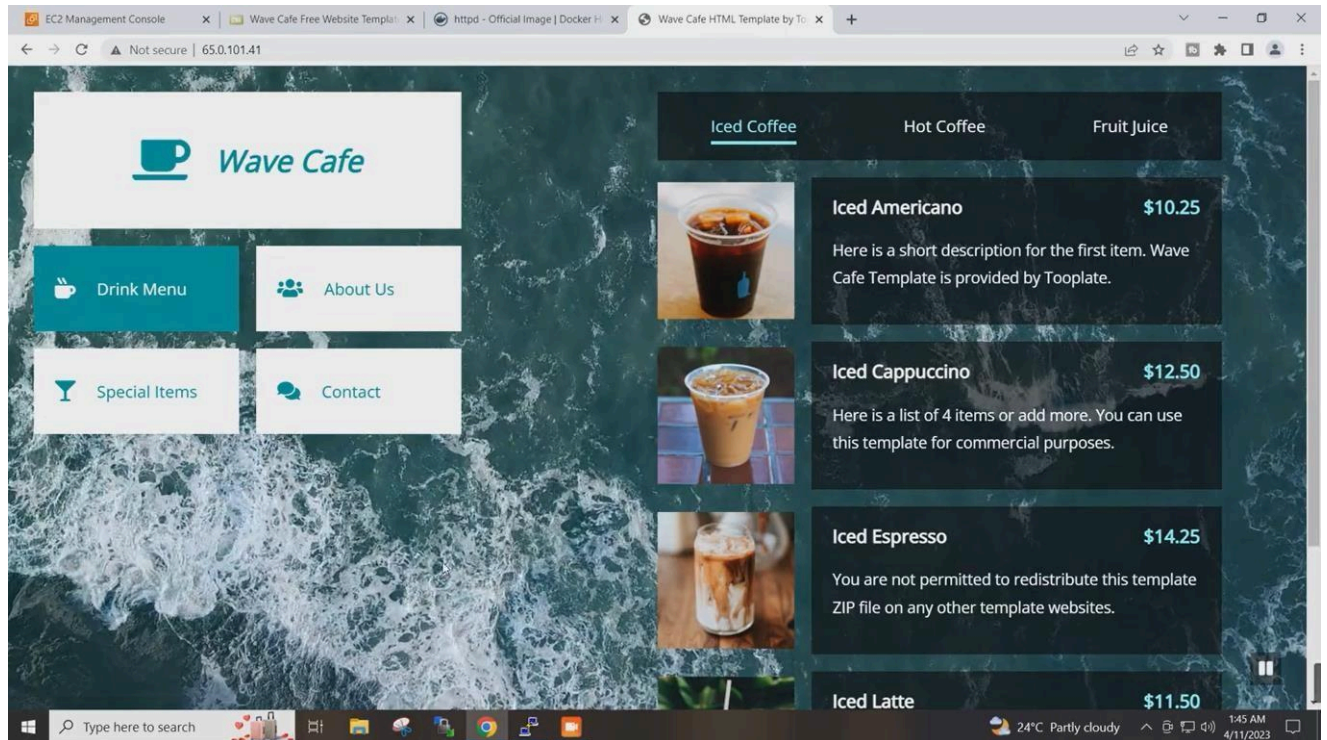 EC2 Management Console
Wave Cafe Free Website Templat
httpd - Official Image | Docker H
Wave Cafe HTML Template by To
Not secure | 65.0.101.41
Wave Cafe
Drink Menu
About Us
Special Items
Contact
Iced Coffee
Hot Coffee
Fruit Juice
Iced Americano
$10.25
Here is a short description for the first item. Wave
Cafe Template is provided by Tooplate.
Iced Cappuccino
$12.50
Here is a list of 4 items or add more. You can use
this template for commercial purposes.
Iced Espresso
$14.25
You are not permitted to redistribute this template
ZIP file on any other template websites.
Iced Latte
$11.50
Type here to search
24°C Partly cloudy
1:45 AM
4/11/2023